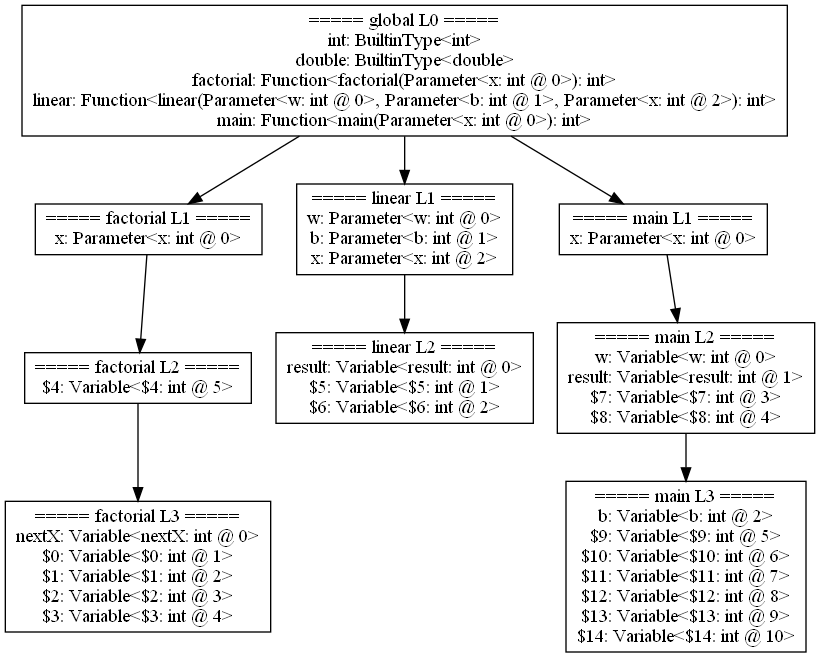 ===== global L0 =====
int: BuiltinType<int>
double: BuiltinType<double>
factorial: Function<factorial(Parameter<x: int @ 0>): int>
linear: Function<linear(Parameter<w: int @ 0>, Parameter<b: int @ 1>, Parameter<x: int @ 2>): int>
main: Function<main(Parameter<x: int @ 0>): int>
===== factorial L1 =====
x: Parameter<x: int @ 0>
===== linear L1 =====
w: Parameter<w: int @ 0>
b: Parameter<b: int @ 1>
x: Parameter<x: int @ 2>
===== main L1 =====
x: Parameter<x: int @ 0>
===== factorial L2 =====
$4: Variable<$4: int @ 5>
===== linear L2 =====
result: Variable<result: int @ 0>
$5: Variable<$5: int @ 1>
$6: Variable<$6: int @ 2>
===== main L2 =====
w: Variable<w: int @ 0>
result: Variable<result: int @ 1>
$7: Variable<$7: int @ 3>
$8: Variable<$8: int @ 4>
===== factorial L3 =====
nextX: Variable<nextX: int @ 0>
$0: Variable<$0: int @ 1>
$1: Variable<$1: int @ 2>
$2: Variable<$2: int @ 3>
$3: Variable<$3: int @ 4>
===== main L3 =====
b: Variable<b: int @ 2>
$9: Variable<$9: int @ 5>
$10: Variable<$10: int @ 6>
$11: Variable<$11: int @ 7>
$12: Variable<$12: int @ 8>
$13: Variable<$13: int @ 9>
$14: Variable<$14: int @ 10>